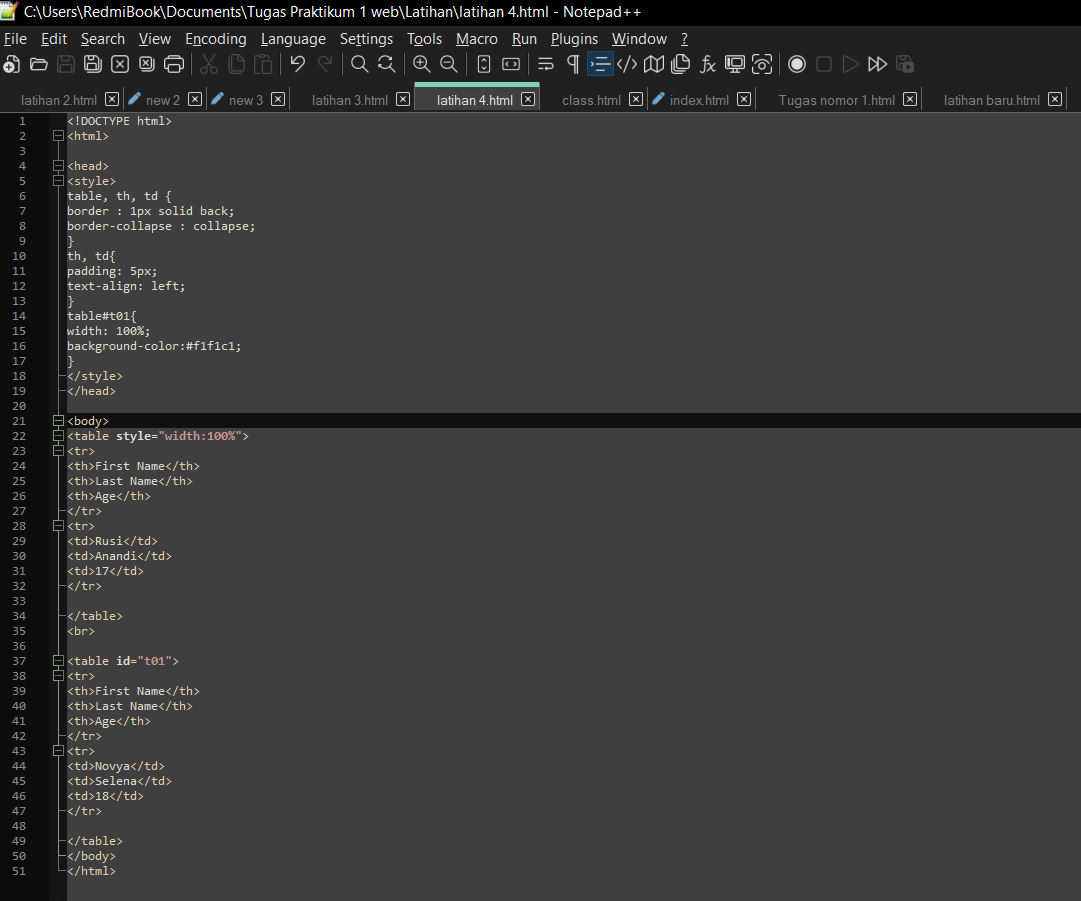 C:\Users\RedmiBook\Documents\Tugas Praktikum 1 web\Latihan\latihan 4.html - Notepad++
File Edit Search View Encoding Language Settings Tools Macro Run Plugins Window ?
latihan 2.html new 2 new 3 latihan 3.html latihan 4.html class.html index.html Tugas nomor 1.html latihan baru.html
1 <!DOCTYPE html>
2 <html>
3
4 <head>
5 <style>
6 table, th, td {
7 border : 1px solid back;
8 border-collapse : collapse;
9 }
10 th, td{
11 padding: 5px;
12 text-align: left;
13 }
14 table#t01{
15 width: 100%;
16 background-color:#f1f1c1;
17 }
18 </style>
19 </head>
20
21 <body>
22 <table style="width:100%">
23 <tr>
24 <th>First Name</th>
25 <th>Last Name</th>
26 <th>Age</th>
27 </tr>
28 <tr>
29 <td>Rusi</td>
30 <td>Anandi</td>
31 <td>17</td>
32 </tr>
33
34 </table>
35 <br>
36
37 <table id="t01">
38 <tr>
39 <th>First Name</th>
40 <th>Last Name</th>
41 <th>Age</th>
42 </tr>
43 <tr>
44 <td>Novya</td>
45 <td>Selena</td>
46 <td>18</td>
47 </tr>
48
49 </table>
50 </body>
51 </html>